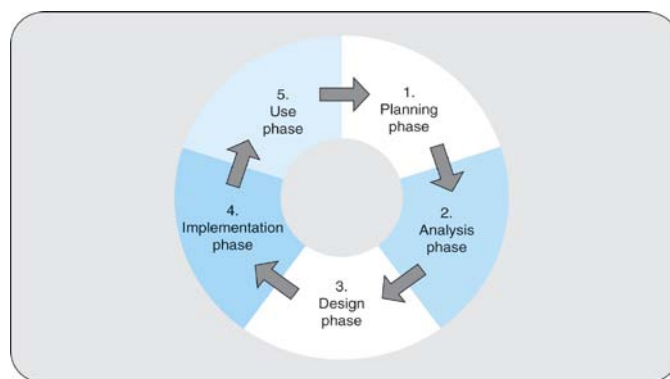 1.
Planning
phase
2.
Analysis
phase
3.
Design
phase
4.
Implementation
phase
5.
Use
phase